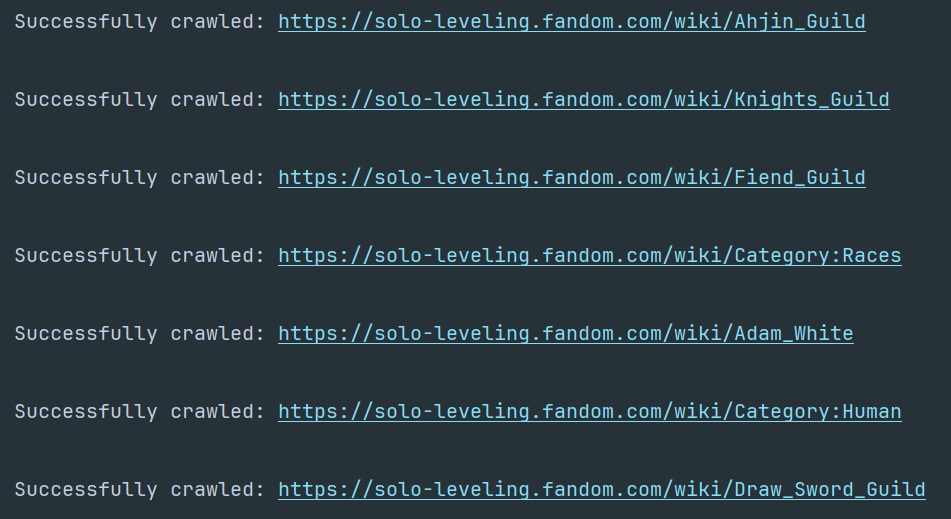 Successfully crawled: https://solo-leveling.fandom.com/wiki/Ahjin_Guild
Successfully crawled: https://solo-leveling.fandom.com/wiki/Knights_Guild
Successfully crawled: https://solo-leveling.fandom.com/wiki/Fiend_Guild
Successfully crawled: https://solo-leveling.fandom.com/wiki/Category:Races
Successfully crawled: https://solo-leveling.fandom.com/wiki/Adam_White
Successfully crawled: https://solo-leveling.fandom.com/wiki/Category:Human
Successfully crawled: https://solo-leveling.fandom.com/wiki/Draw_Sword_Guild